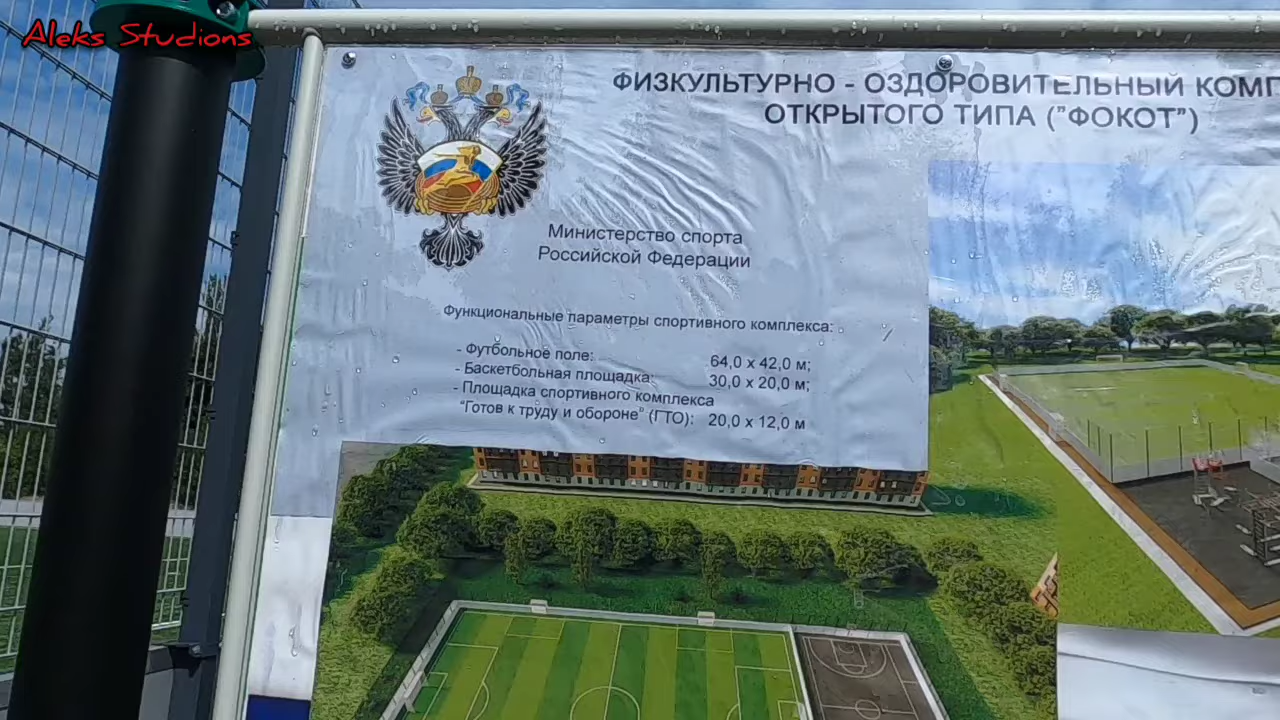 Aleks Studions
ФИЗКУЛЬТУРНО - ОЗДОРОВИТЕЛЬНЫЙ КОМП
ОТКРЫТОГО ТИПА ("ФОКОТ")
Министерство спорта
Российской Федерации
Функциональные параметры спортивного комплекса:
- Футбольное поле: 64,0 x 42,0 м;
- Баскетбольная площадка: 30,0 x 20,0 м;
- Площадка спортивного комплекса
"Готов к труду и обороне" (ГТО): 20,0 x 12,0 м